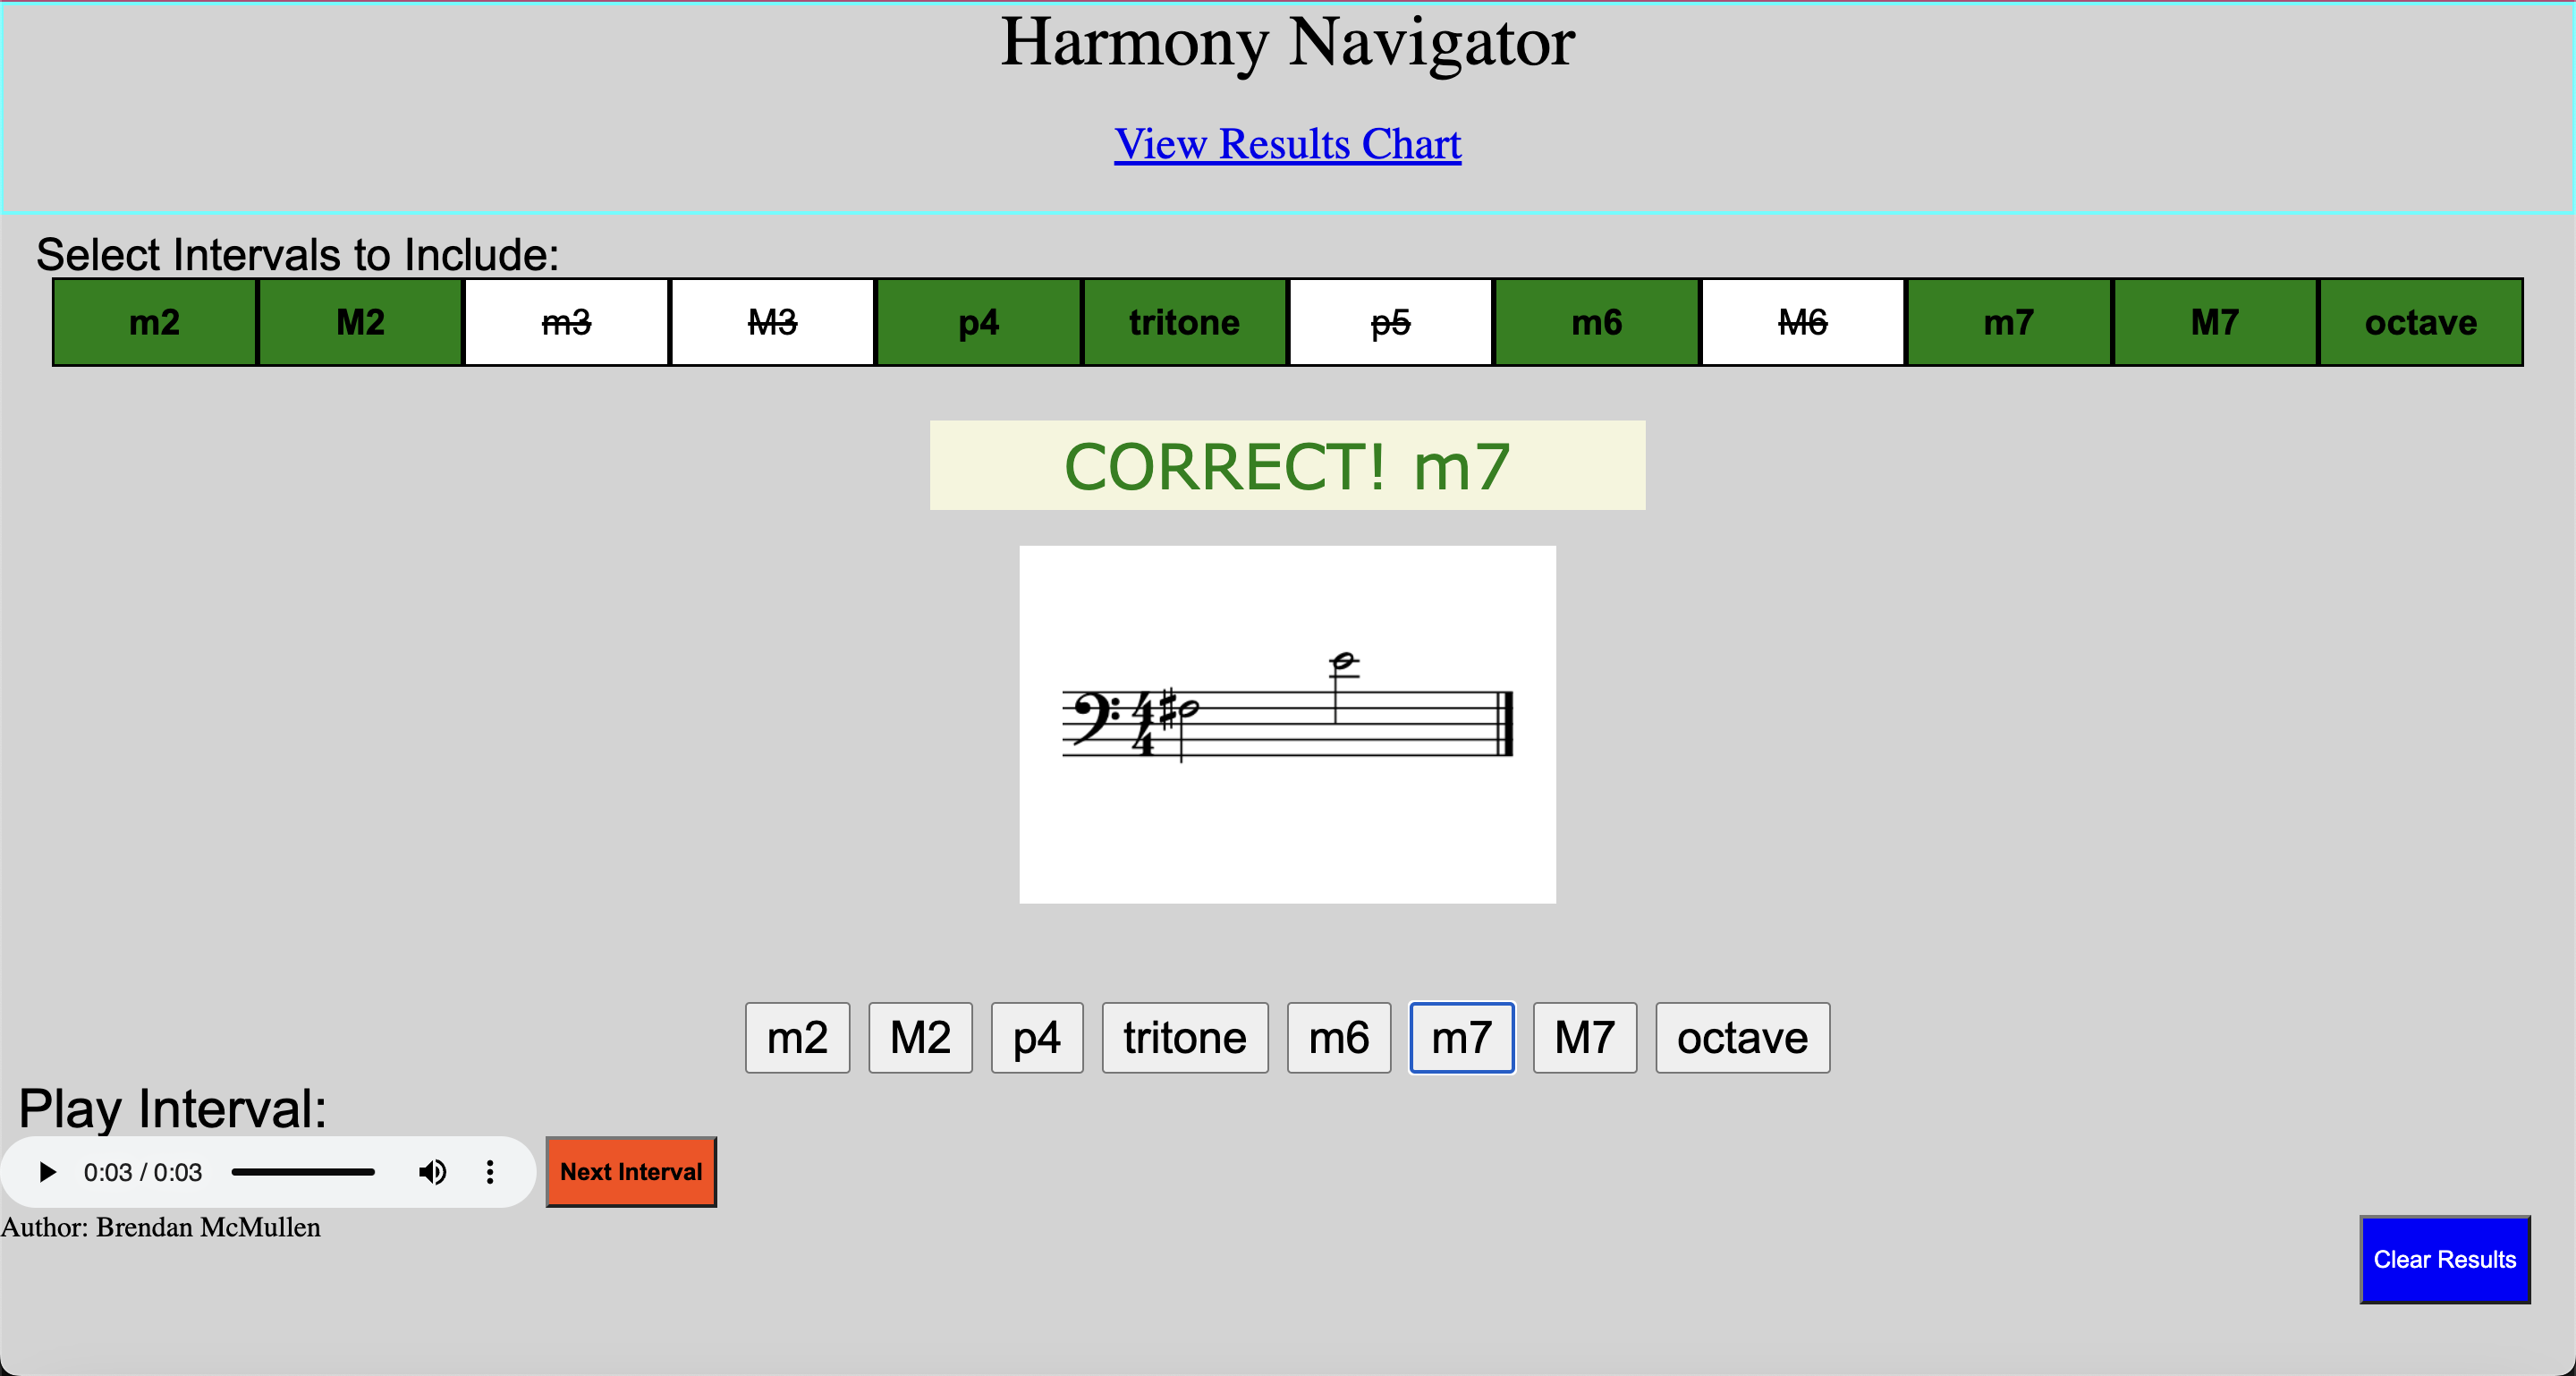 Harmony Navigator
View Results Chart
Select Intervals to Include:
m2 M2 m3 M3 p4 tritone p5 m6 M6 m7 M7 octave
CORRECT! m7
4
4
m2 M2 p4 tritone m6 m7 M7 octave
Play Interval:
0:03 / 0:03 Next Interval
Author: Brendan McMullen
Clear Results